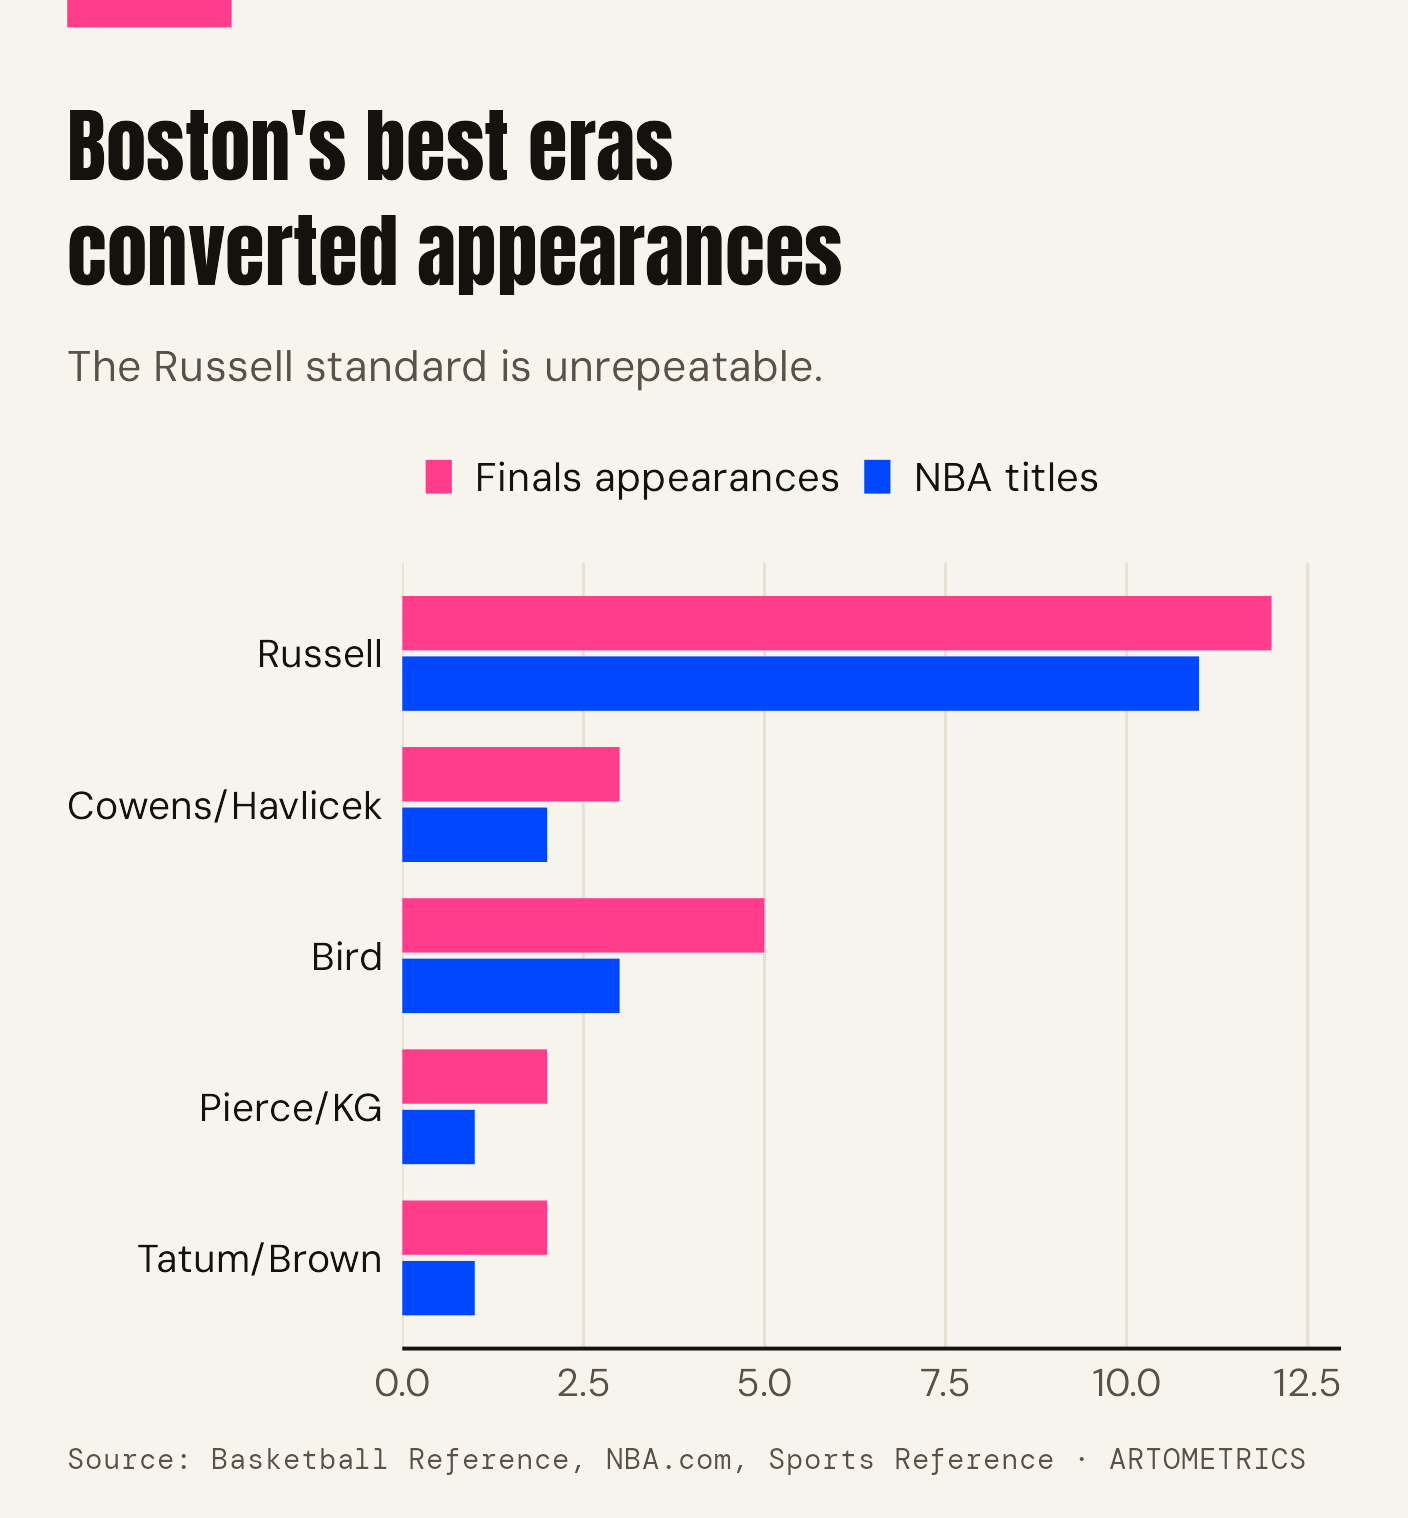 Boston's best eras
converted appearances
The Russell standard is unrepeatable.
Finals appearances NBA titles
Russell
Cowens/Havlicek
Bird
Pierce/KG
Tatum/Brown
0.0 2.5 5.0 7.5 10.0 12.5
Source: Basketball Reference, NBA.com, Sports Reference · ARTOMETRICS